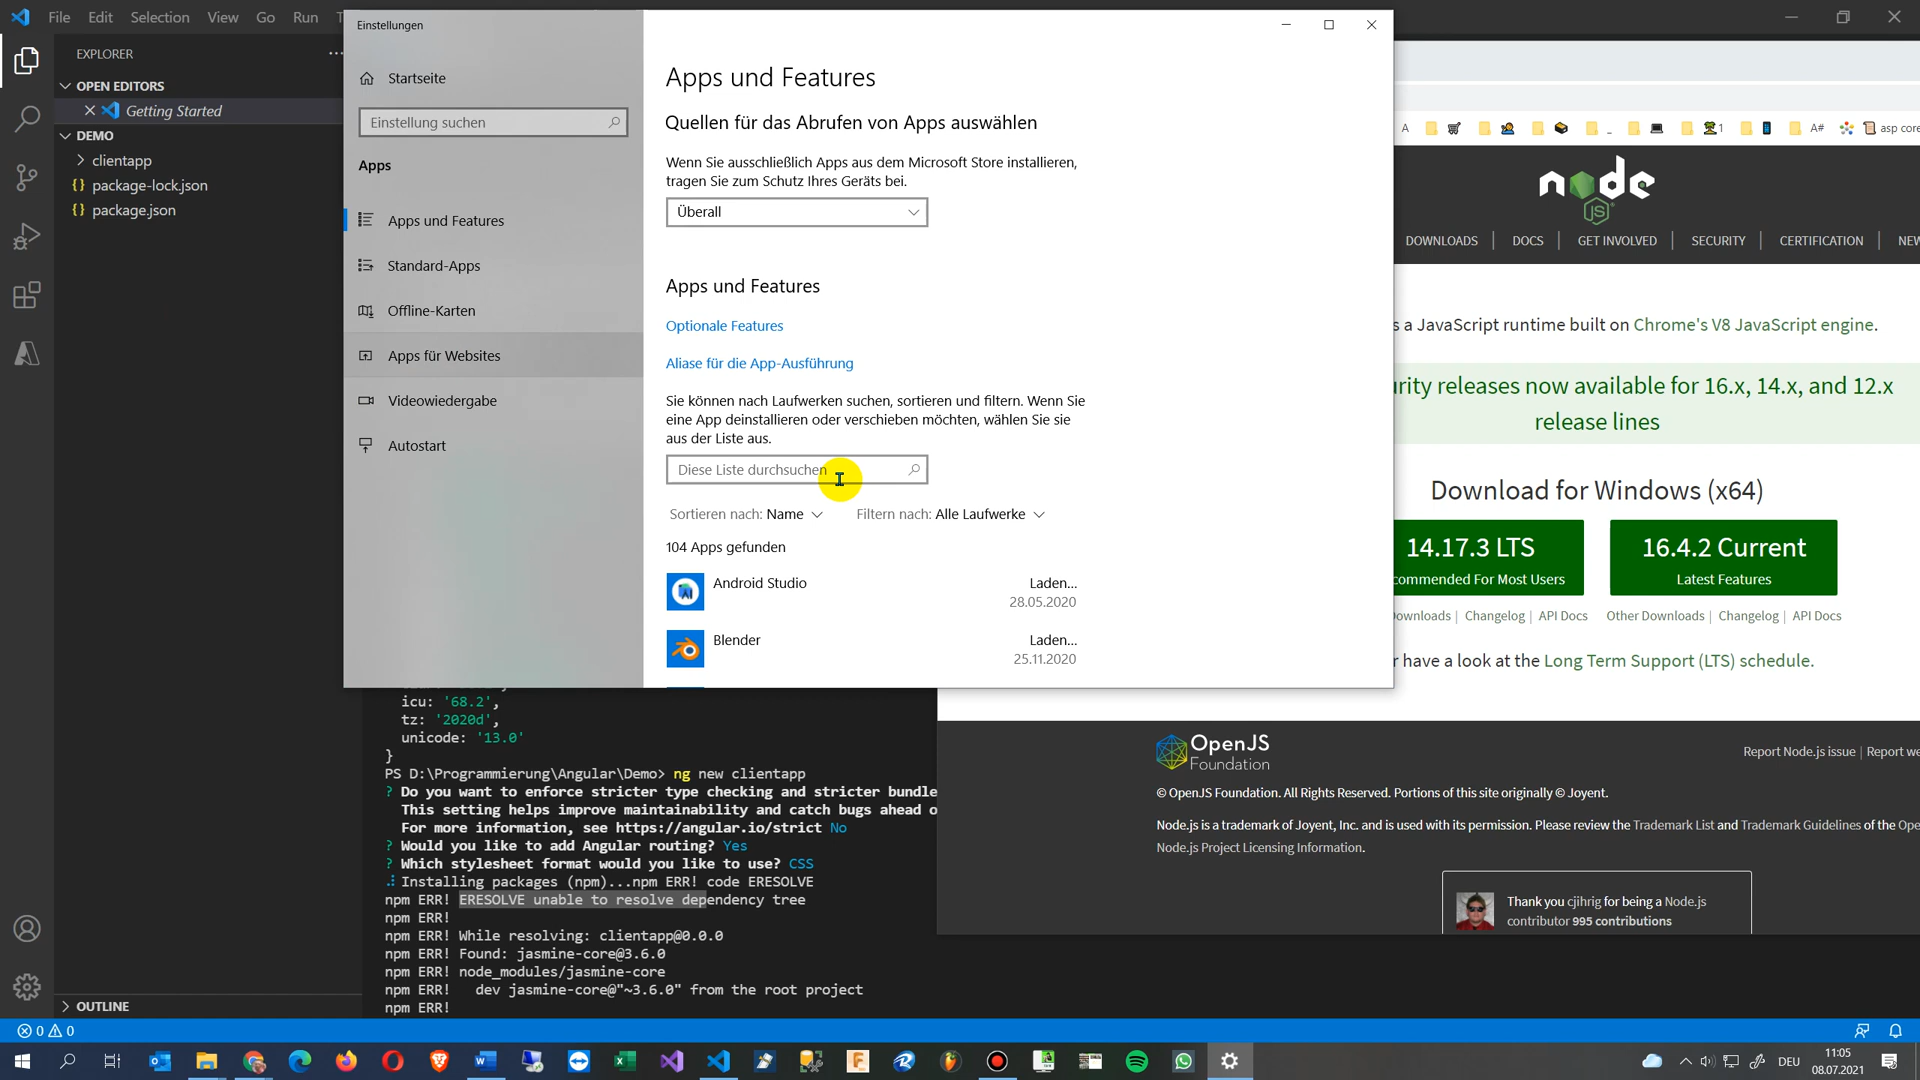 File Edit Selection View Go Run
EXPLORER
OPEN EDITORS
Getting Started
DEMO
clientapp
package-lock.json
package.json
OUTLINE
Einstellungen
Startseite
Einstellung suchen
Apps
Apps und Features
Standard-Apps
Offline-Karten
Apps für Websites
Videowiedergabe
Autostart
Apps und Features
Quellen für das Abrufen von Apps auswählen
Wenn Sie ausschließlich Apps aus dem Microsoft Store installieren,
tragen Sie zum Schutz Ihres Geräts bei.
Überall
Apps und Features
Optionale Features
Aliase für die App-Ausführung
Sie können nach Laufwerken suchen, sortieren und filtern. Wenn Sie
eine App deinstallieren oder verschieben möchten, wählen Sie sie
aus der Liste aus.
Diese Liste durchsuchen
Sortieren nach: Name Filtern nach: Alle Laufwerke
104 Apps gefunden
Android Studio Laden...
28.05.2020
Blender Laden...
25.11.2020
icu: '68.2',
tz: '2020d',
unicode: '13.0'
}
PS D:\Programmierung\Angular\Demo> ng new clientapp
? Do you want to enforce stricter type checking and stricter bundle
This setting helps improve maintainability and catch bugs ahead o
For more information, see https://angular.io/strict No
? Would you like to add Angular routing? Yes
? Which stylesheet format would you like to use? CSS
Installing packages (npm)...npm ERR! code ERESOLVE
npm ERR! ERESOLVE unable to resolve dependency tree
npm ERR!
npm ERR! While resolving: clientapp@0.0.0
npm ERR! Found: jasmine-core@3.6.0
npm ERR! node_modules/jasmine-core
npm ERR!   dev jasmine-core@"~3.6.0" from the root project
npm ERR!
A 1 A# asp core
node
JS
DOWNLOADS DOCS GET INVOLVED SECURITY CERTIFICATION NEW
s a JavaScript runtime built on Chrome's V8 JavaScript engine.
urity releases now available for 16.x, 14.x, and 12.x
release lines
Download for Windows (x64)
14.17.3 LTS
commended For Most Users
16.4.2 Current
Latest Features
ownloads | Changelog | API Docs Other Downloads | Changelog | API Docs
r have a look at the Long Term Support (LTS) schedule.
OpenJS
Foundation
Report Node.js issue | Report we
© OpenJS Foundation. All Rights Reserved. Portions of this site originally © Joyent.
Node.js is a trademark of Joyent, Inc. and is used with its permission. Please review the Trademark List and Trademark Guidelines of the Ope
Node.js Project Licensing Information.
Thank you cjihrig for being a Node.js
contributor 995 contributions
0 0
DEU
11:05
08.07.2021